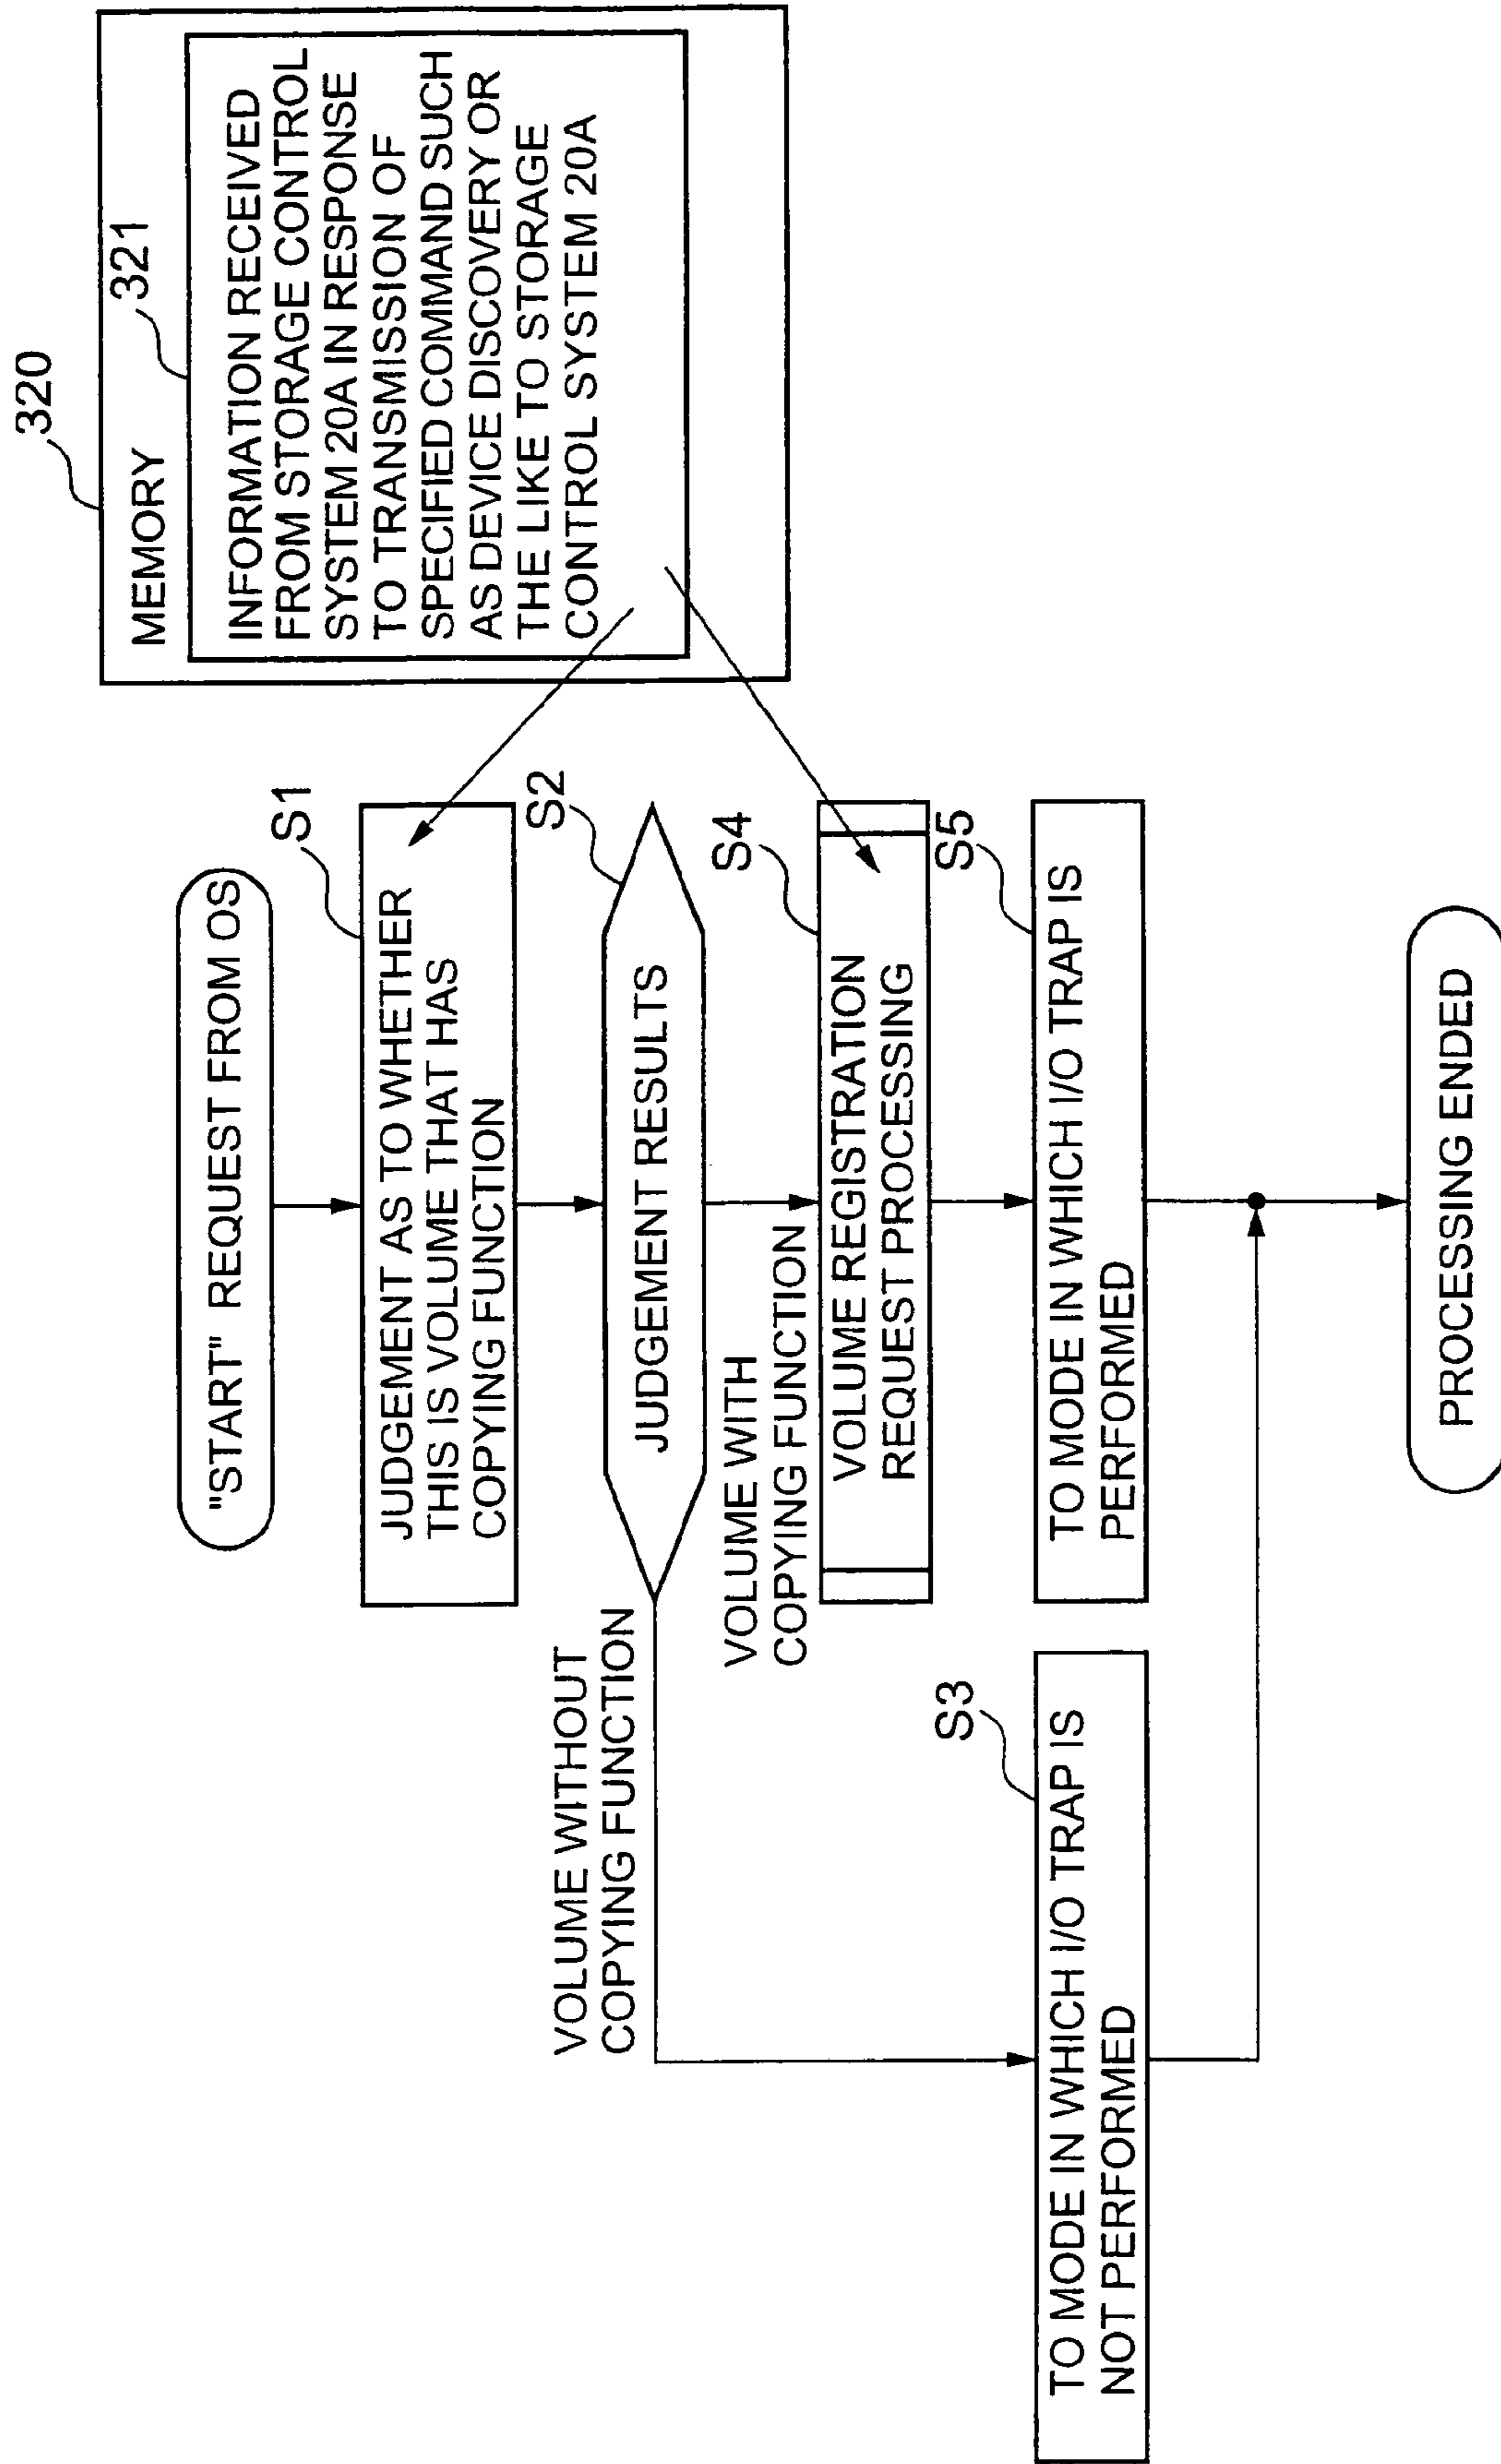 320
MEMORY
321
INFORMATION RECEIVED
FROM STORAGE CONTROL
SYSTEM 20A IN RESPONSE
TO TRANSMISSION OF
SPECIFIED COMMAND SUCH
AS DEVICE DISCOVERY OR
THE LIKE TO STORAGE
CONTROL SYSTEM 20A
"START" REQUEST FROM OS
S1
JUDGEMENT AS TO WHETHER
THIS IS VOLUME THAT HAS
COPYING FUNCTION
S2
JUDGEMENT RESULTS
VOLUME WITHOUT
COPYING FUNCTION
VOLUME WITH
COPYING FUNCTION
S4
VOLUME REGISTRATION
REQUEST PROCESSING
S3
TO MODE IN WHICH I/O TRAP IS
NOT PERFORMED
S5
TO MODE IN WHICH I/O TRAP IS
PERFORMED
PROCESSING ENDED